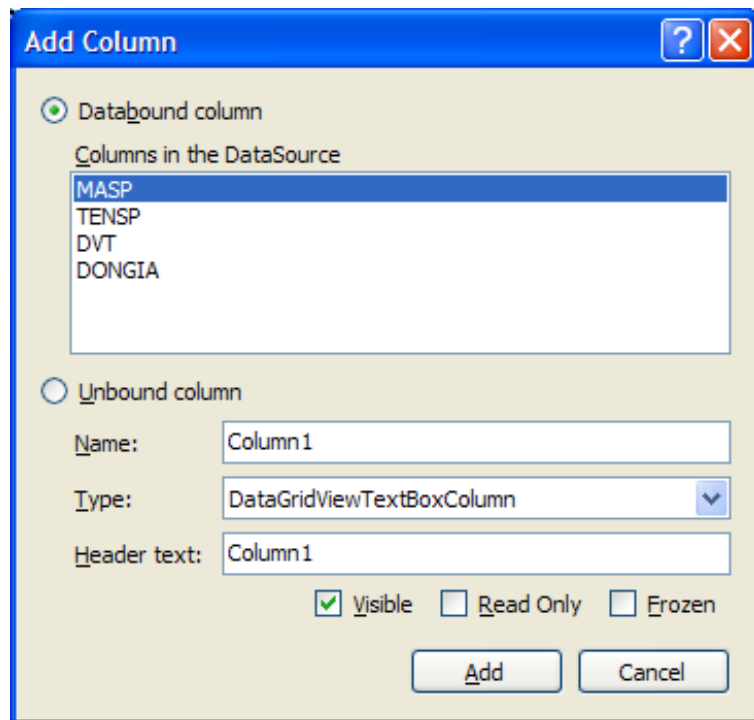 Add Column
Databound column
Columns in the DataSource
MASP
TENSP
DVT
DONGIA
Unbound column
Name: Column1
Type: DataGridViewTextBoxColumn
Header text: Column1
Visible Read Only Frozen
Add Cancel